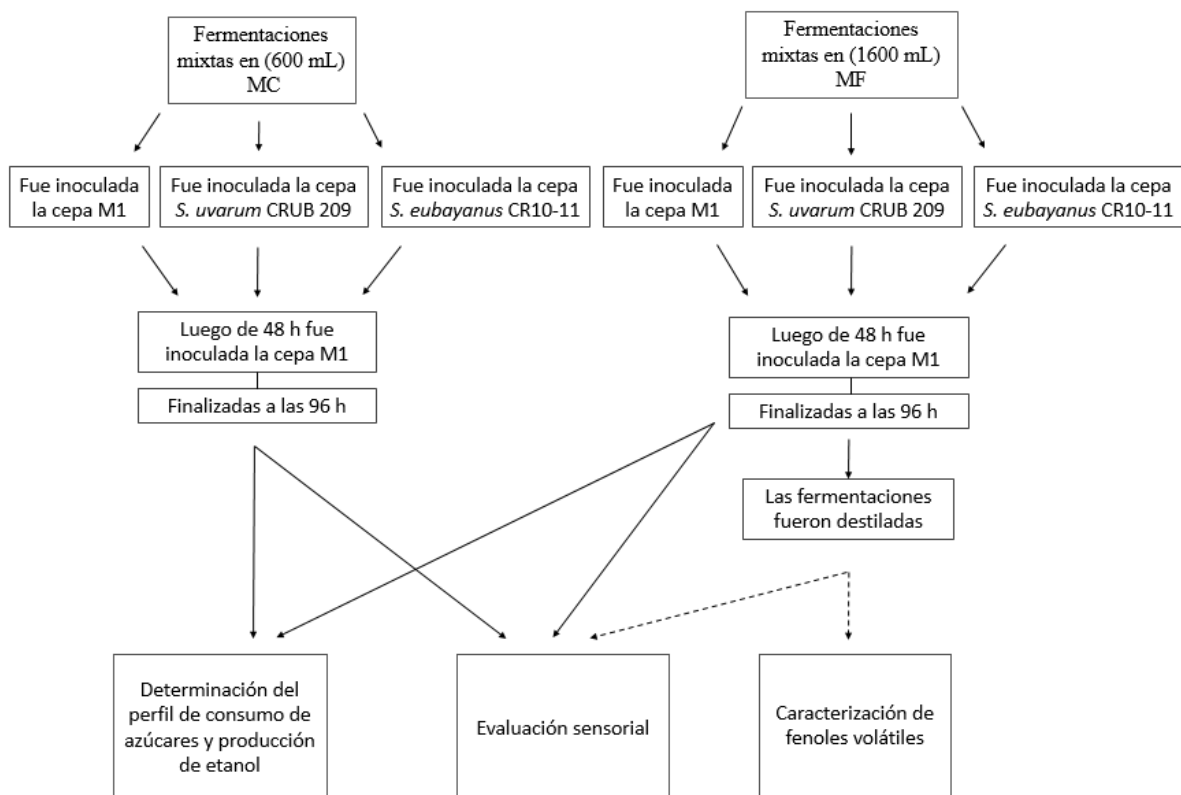 Fermentaciones
mixtas en (600 mL)
MC
Fermentaciones
mixtas en (1600 mL)
MF
Fue inoculada
la cepa M1
Fue inoculada la cepa
S. uvarum CRUB 209
Fue inoculada la cepa
S. eubayanus CR10-11
Fue inoculada
la cepa M1
Fue inoculada la cepa
S. uvarum CRUB 209
Fue inoculada la cepa
S. eubayanus CR10-11
Luego de 48 h fue
inoculada la cepa M1
Finalizadas a las 96 h
Luego de 48 h fue
inoculada la cepa M1
Finalizadas a las 96 h
Las fermentaciones
fueron destiladas
Determinación del
perfil de consumo de
azúcares y producción
de etanol
Evaluación sensorial
Caracterización de
fenoles volátiles